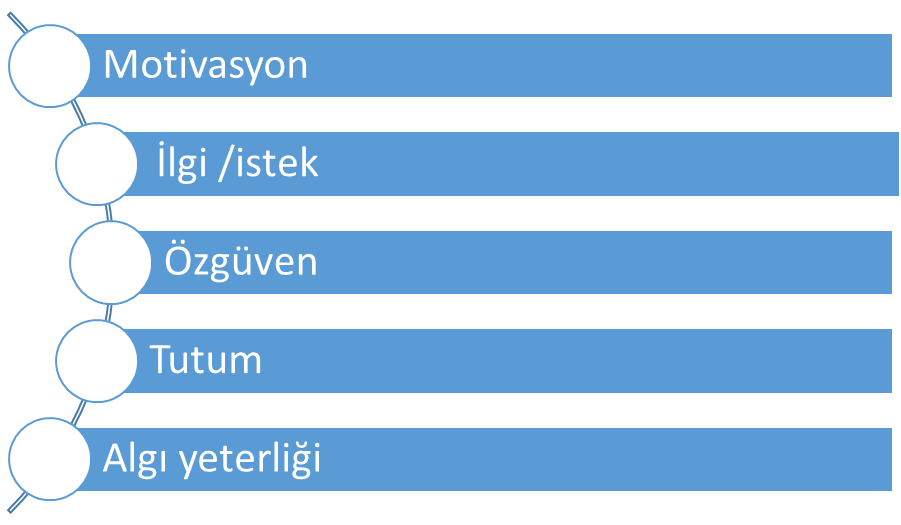 Motivasyon
İlgi /istek
Özgüven
Tutum
Algı yeterliği